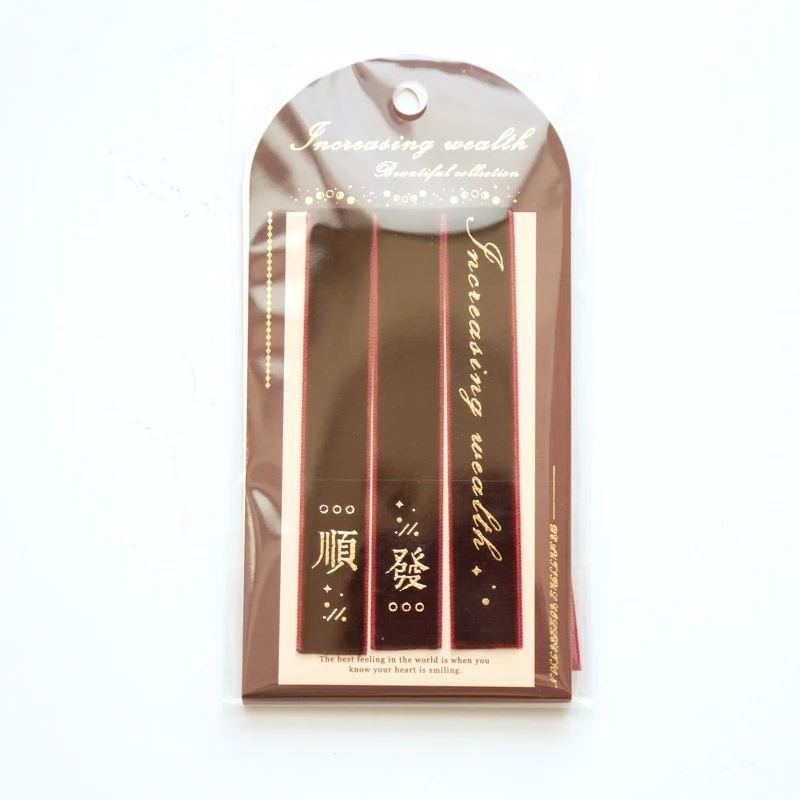 Increasing wealth
Beautiful collection
順
發
Increasing wealth
The best feeling in the world is when you
know your heart is smiling.